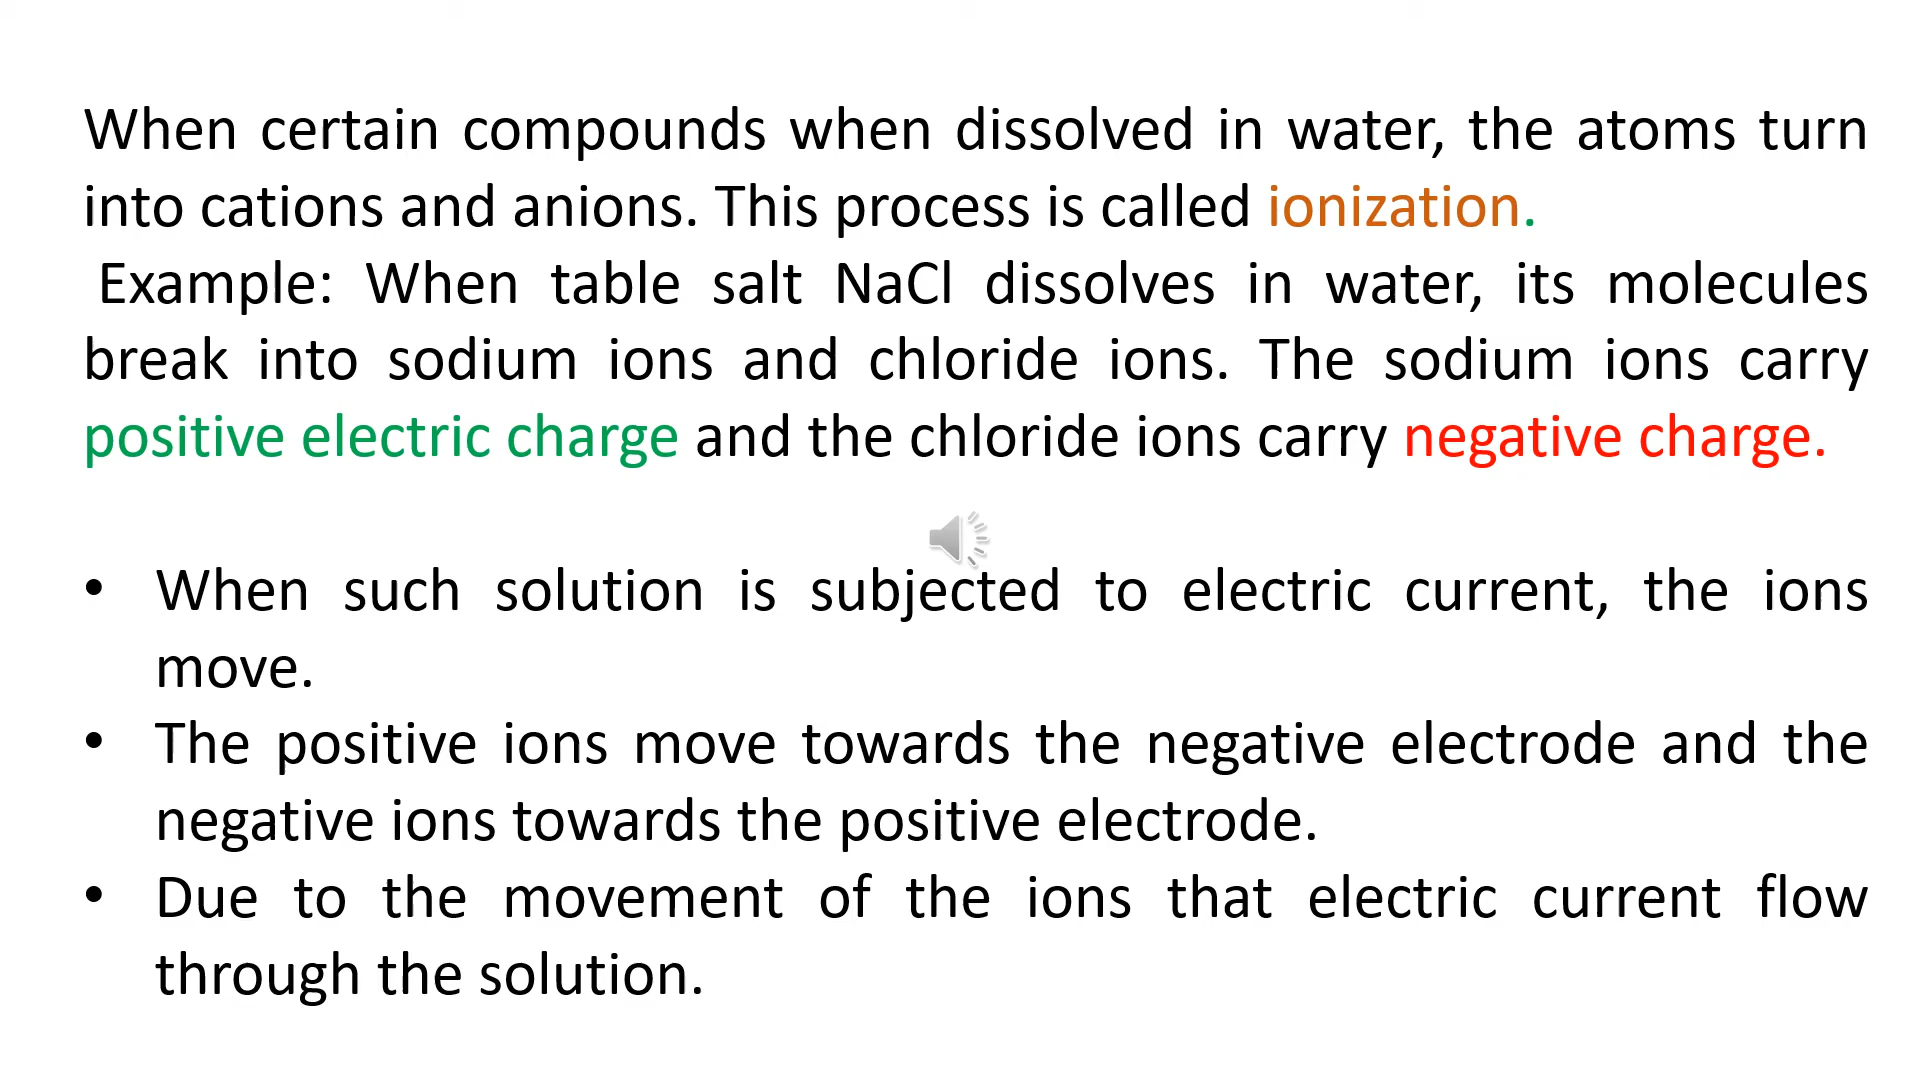 When certain compounds when dissolved in water, the atoms turn
into cations and anions. This process is called ionization.
Example: When table salt NaCl dissolves in water, its molecules
break into sodium ions and chloride ions. The sodium ions carry
positive electric charge and the chloride ions carry negative charge.
• When such solution is subjected to electric current, the ions
move.
• The positive ions move towards the negative electrode and the
negative ions towards the positive electrode.
• Due to the movement of the ions that electric current flow
through the solution.